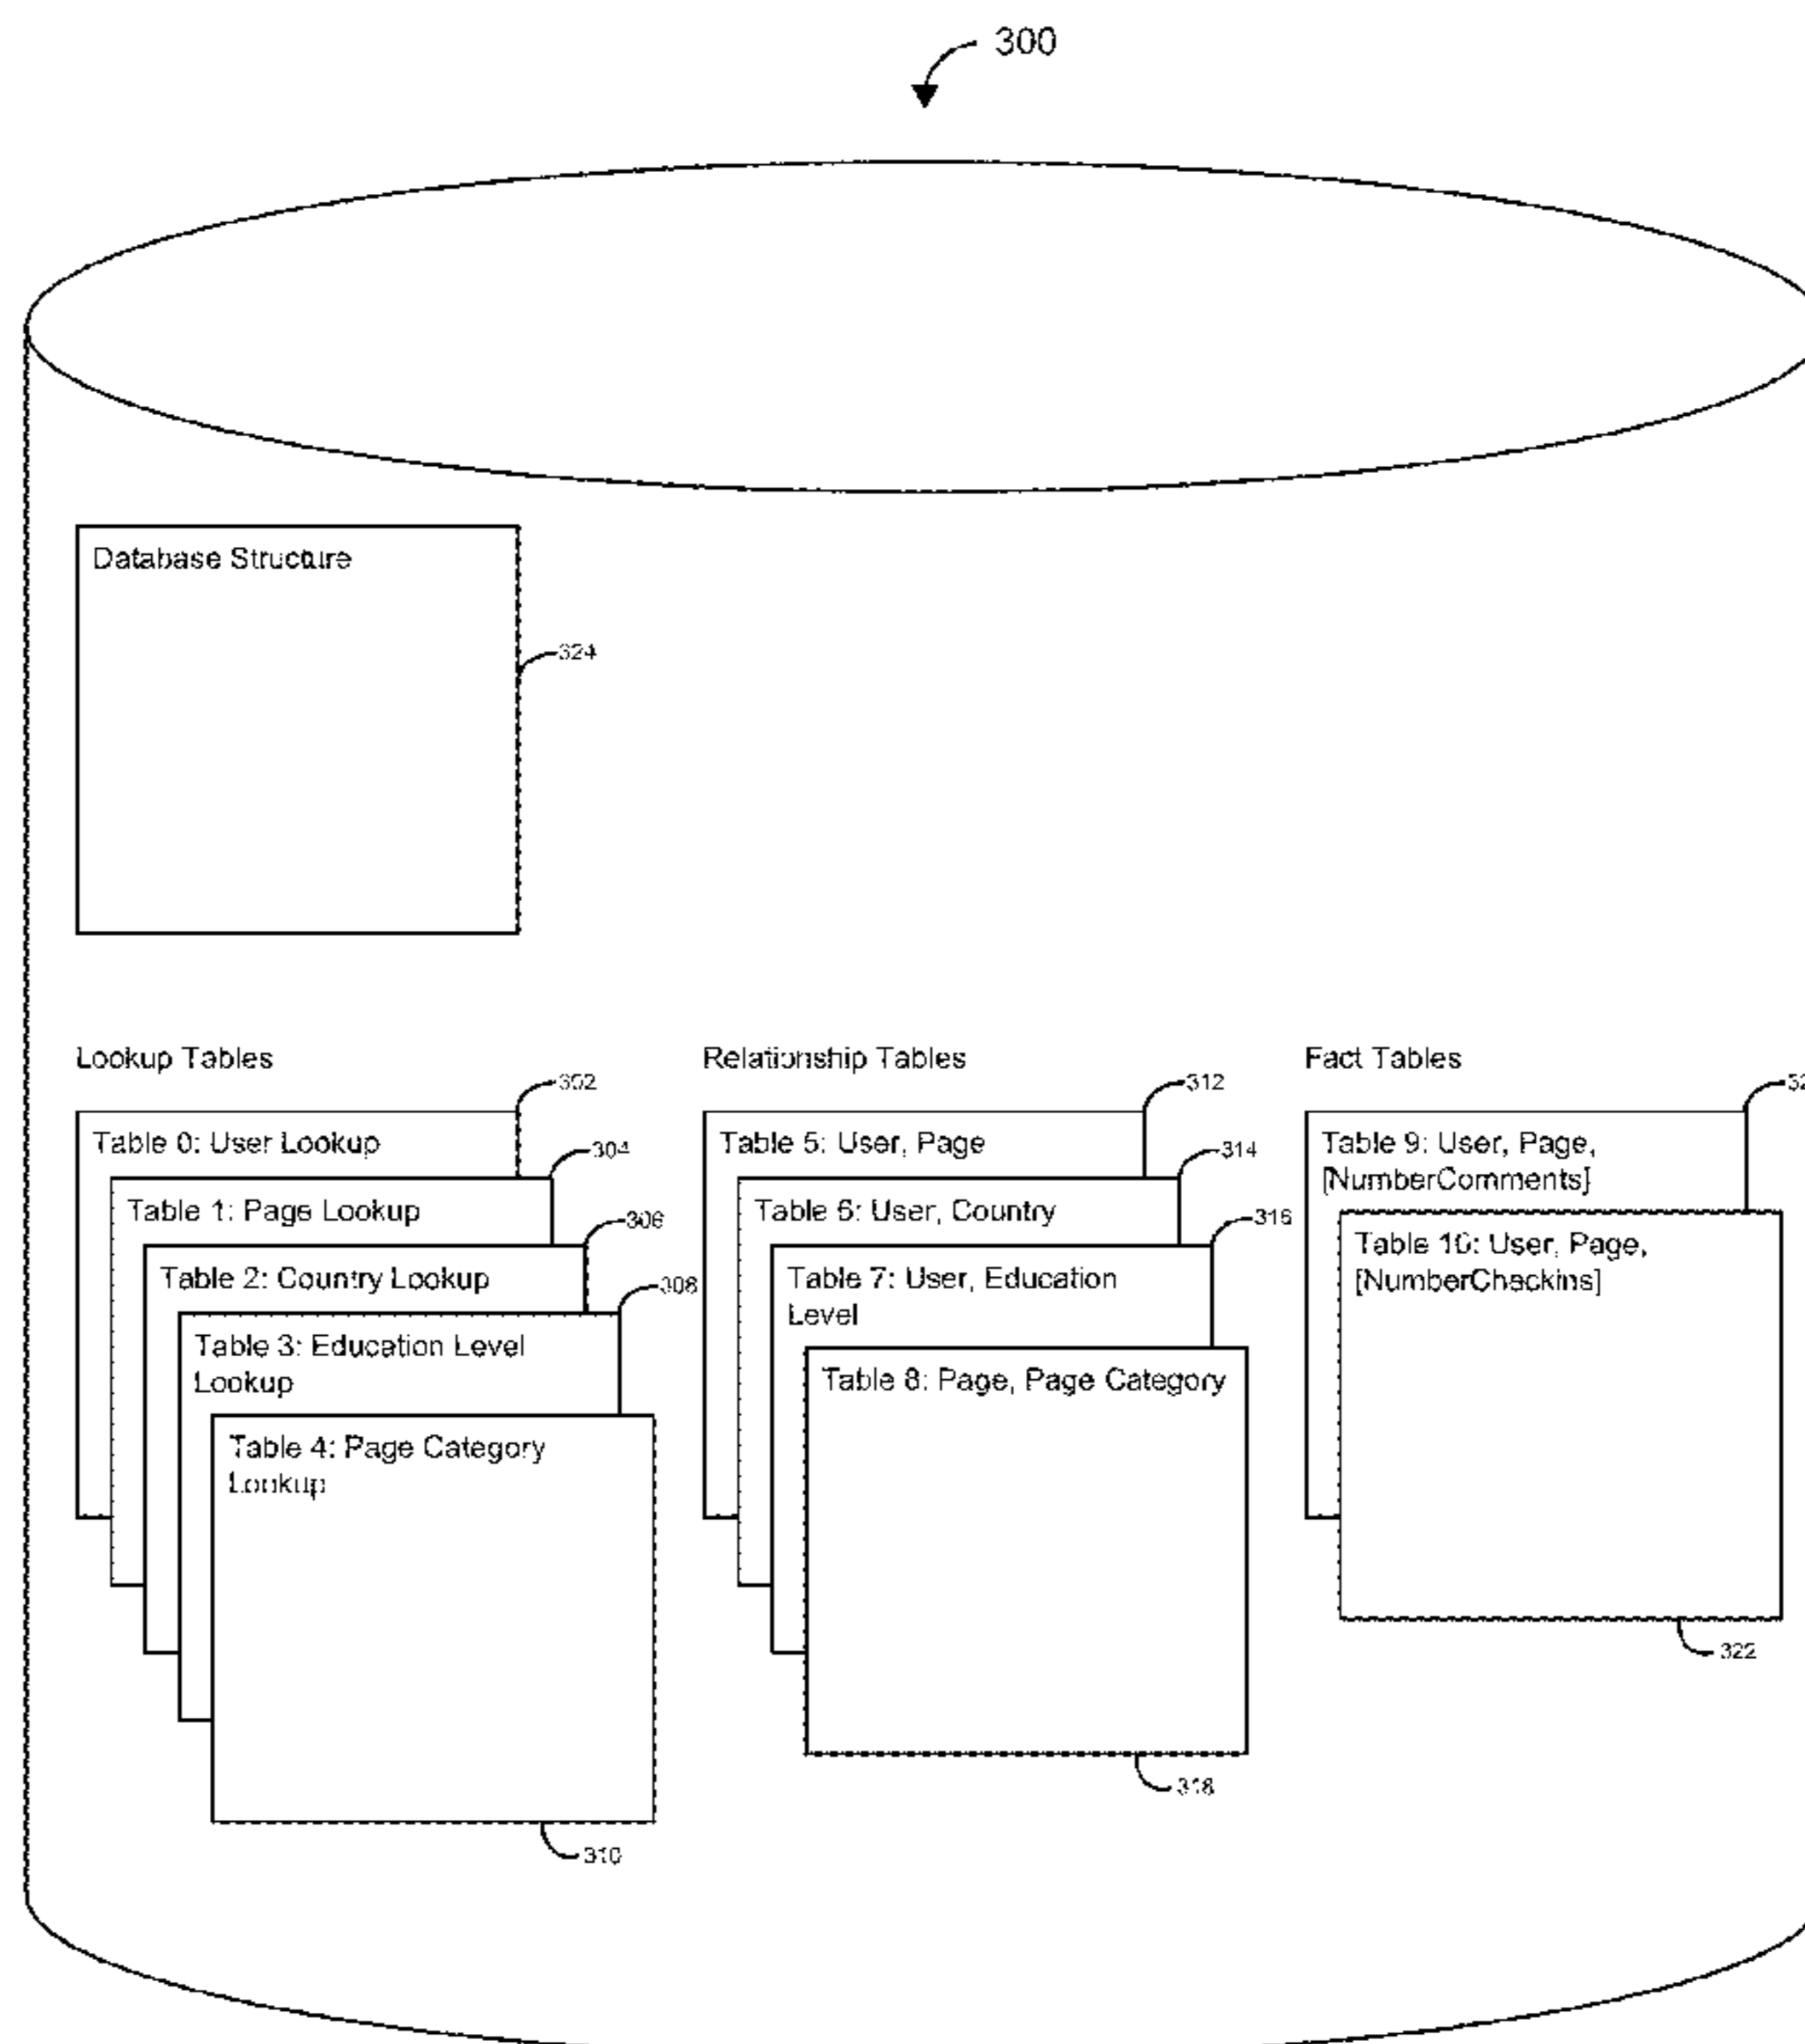 300
Database Structure
324
Lookup Tables
302
Table 0: User Lookup
304
Table 1: Page Lookup
306
Table 2: Country Lookup
308
Table 3: Education Level
Lookup
Table 4: Page Category
Lookup
310
Relationship Tables
312
Table 5: User, Page
314
Table 6: User, Country
316
Table 7: User, Education
Level
Table 8: Page, Page Category
318
Fact Tables
Table 9: User, Page,
[NumberComments]
Table 10: User, Page,
[NumberCheckins]
322